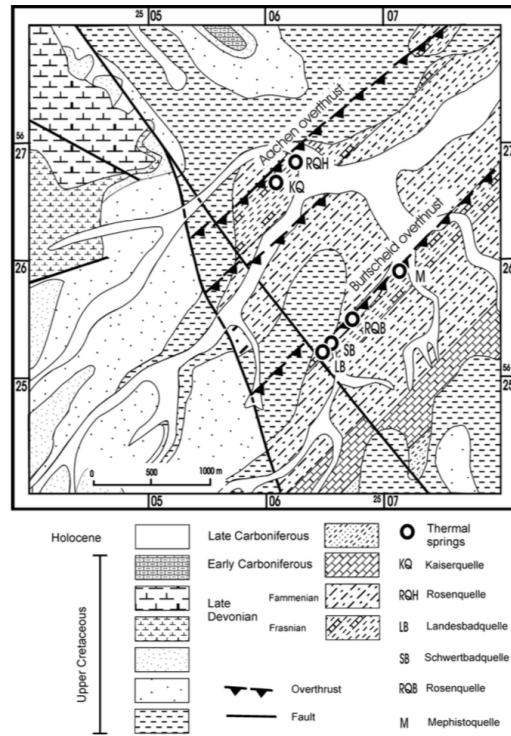 25 05 06 07
Aachen overthrust
56
27 27
RQH
KQ
Burtscheid overthrust
26 26
M
RQB
SB
LB
56
25 25
0 500 1000 m
05 06 25 07
Holocene Late Carboniferous Thermal springs
Early Carboniferous KQ Kaiserquelle
Upper Cretaceous
Late Devonian Fammenian RQH Rosenquelle
Frasnian LB Landesbadquelle
SB Schwertbadquelle
Overthrust RQB Rosenquelle
Fault M Mephistoquelle